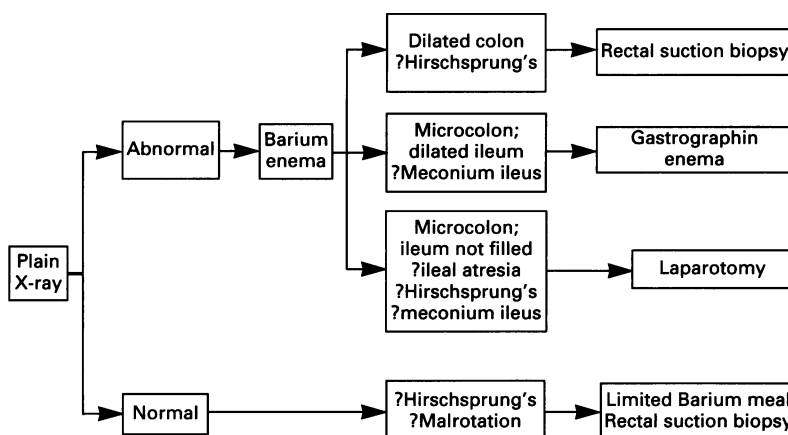 Dilated colon
?Hirschsprung's
Rectal suction biopsy
Abnormal
Barium
enema
Microcolon;
dilated ileum
?Meconium ileus
Gastrographin
enema
Plain
X-ray
Microcolon;
ileum not filled
?ileal atresia
?Hirschsprung's
?meconium ileus
Laparotomy
Normal
?Hirschsprung's
?Malrotation
Limited Barium meal
Rectal suction biopsy